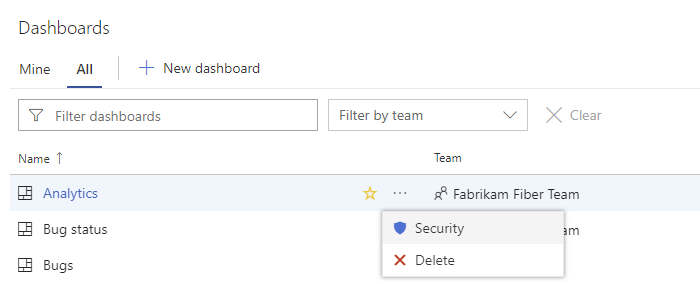 Dashboards
Mine All New dashboard
Filter dashboards Filter by team Clear
Name ↑ Team
Analytics ... Fabrikam Fiber Team
Bug status Security am
Bugs Delete